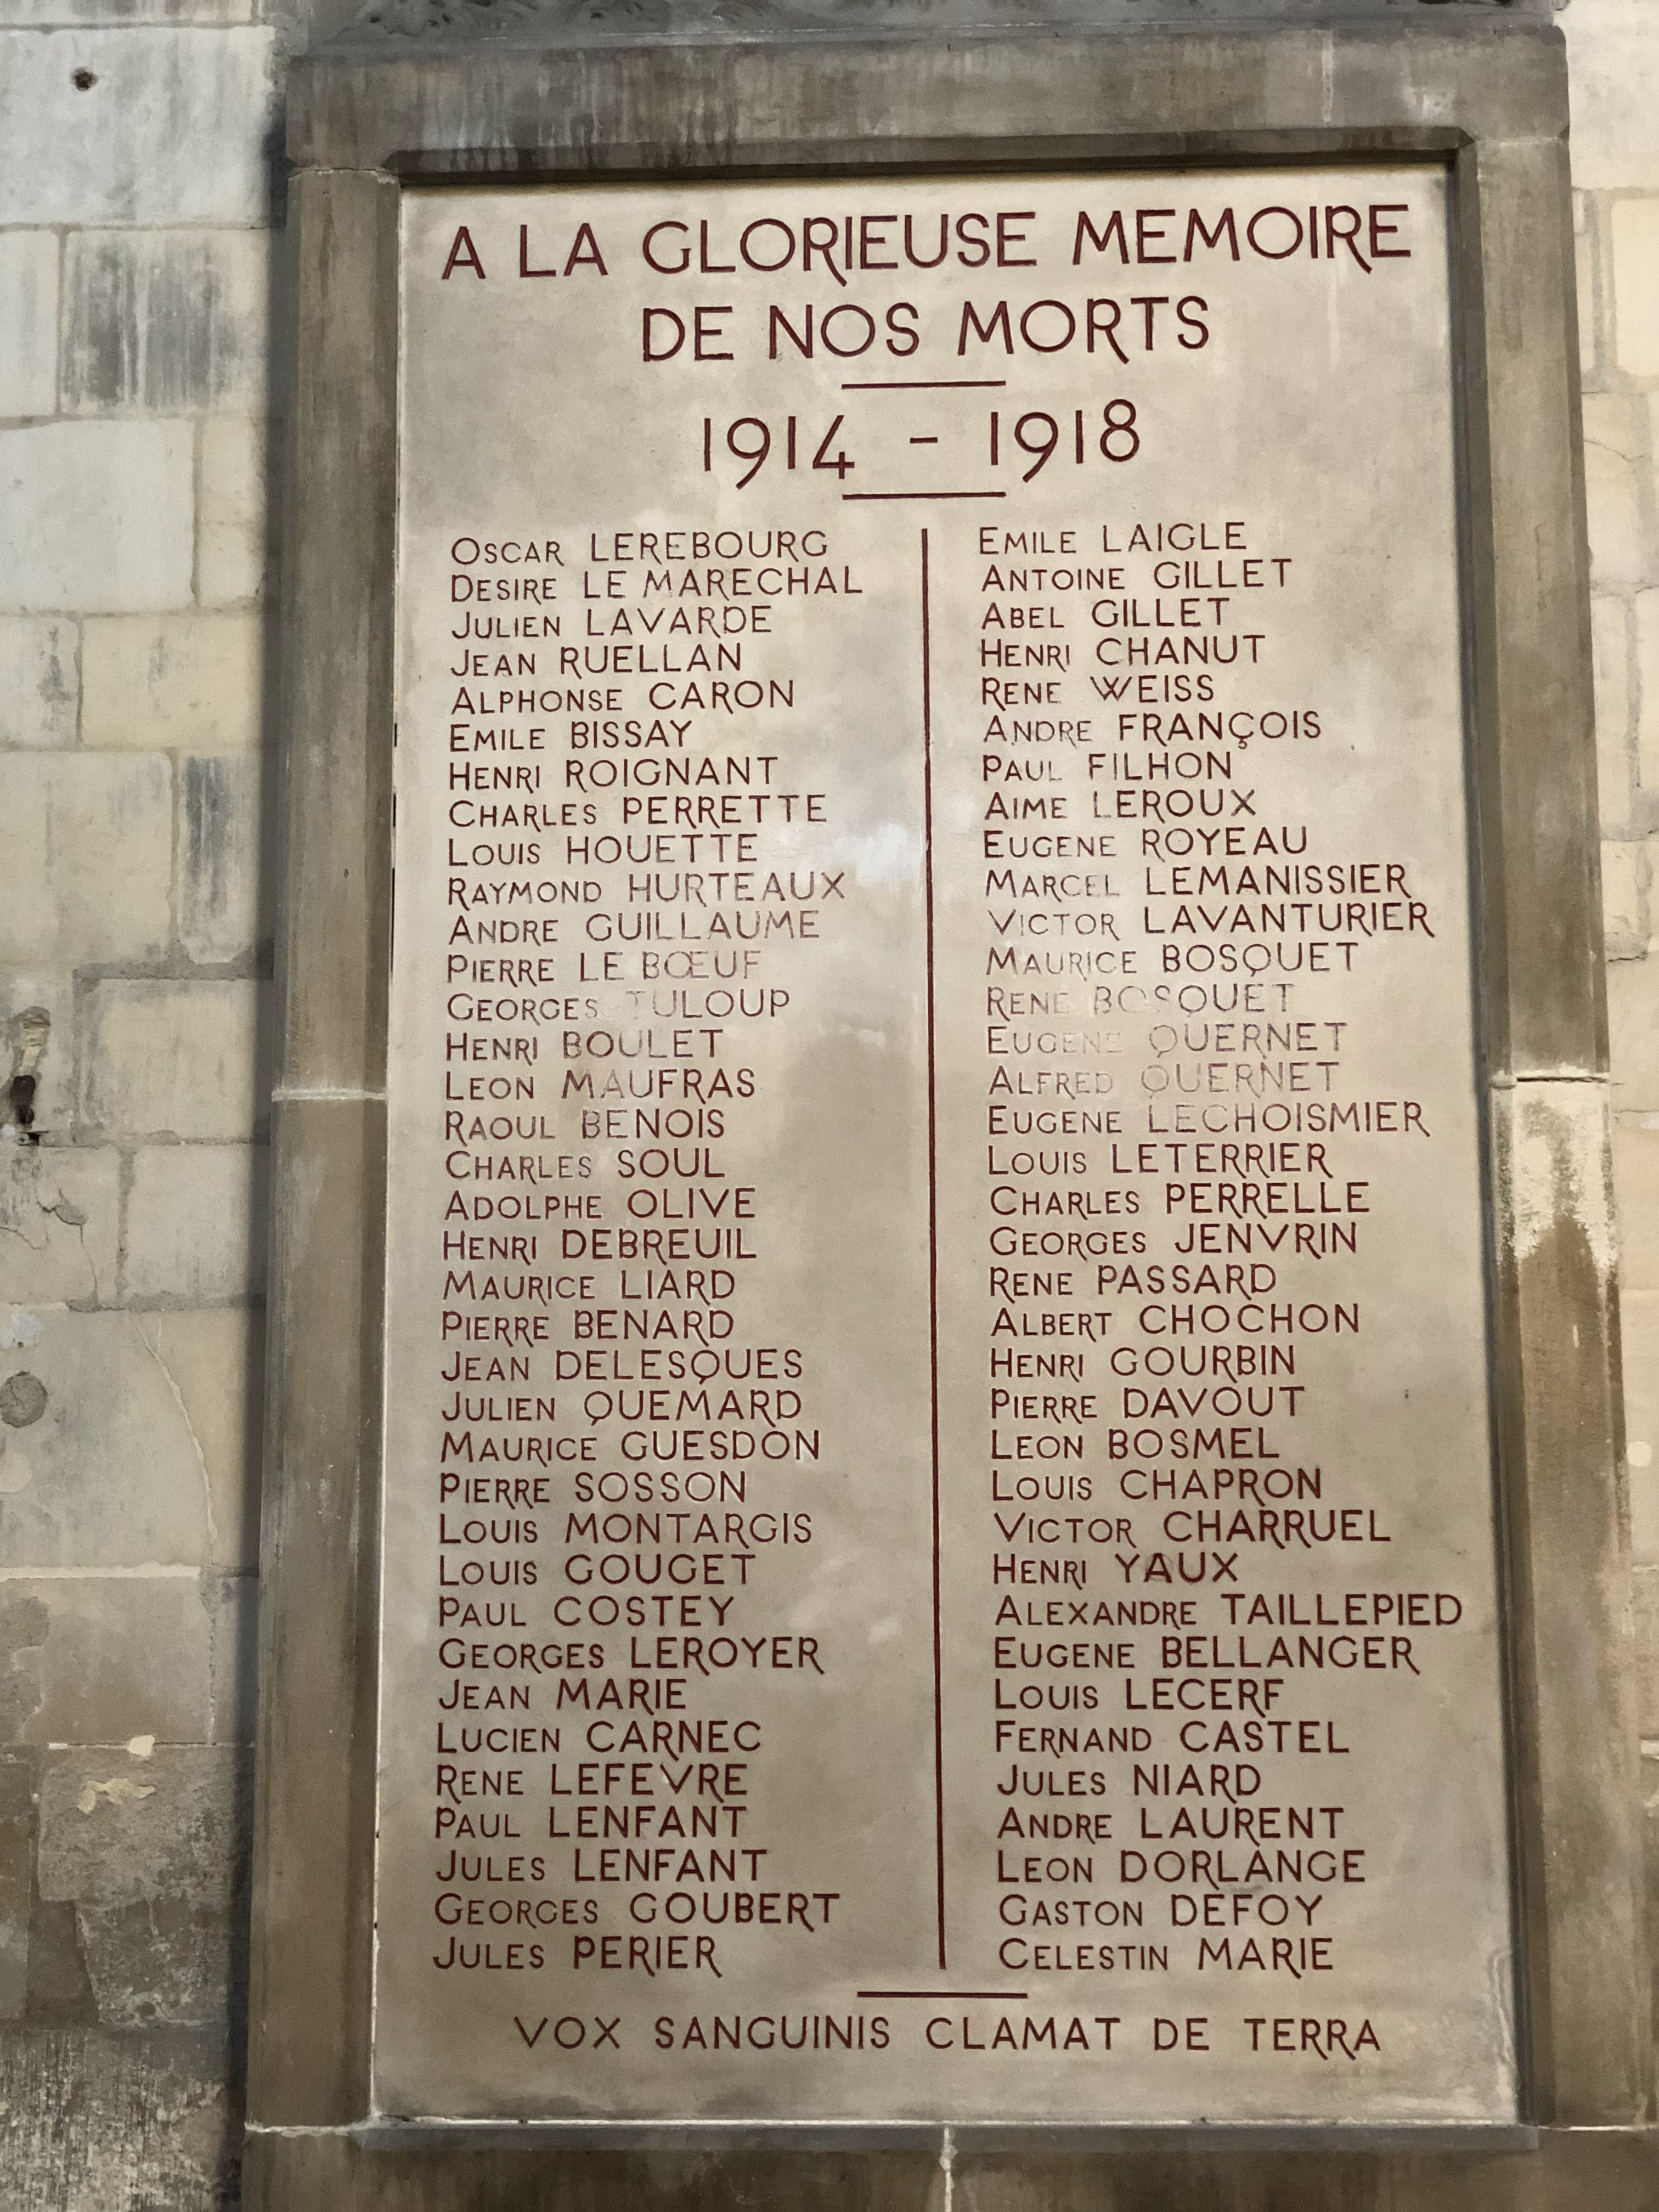 A LA GLORIEUSE MEMOIRE
DE NOS MORTS
1914 - 1918
OSCAR LEREBOURG
DESIRE LE MARECHAL
JULIEN LAVARDE
JEAN RUELLAN
ALPHONSE CARON
EMILE BISSAY
HENRI ROIGNANT
CHARLES PERRETTE
LOUIS HOUETTE
RAYMOND HURTEAUX
ANDRE GUILLAUME
PIERRE LE BŒUF
GEORGES TULOUP
HENRI BOULET
LEON MAUFRAS
RAOUL BENOIS
CHARLES SOUL
ADOLPHE OLIVE
HENRI DEBREUIL
MAURICE LIARD
PIERRE BENARD
JEAN DELESQUES
JULIEN QUEMARD
MAURICE GUESDON
PIERRE SOSSON
LOUIS MONTARGIS
LOUIS GOUGET
PAUL COSTEY
GEORGES LEROYER
JEAN MARIE
LUCIEN CARNEC
RENE LEFEVRE
PAUL LENFANT
JULES LENFANT
GEORGES GOUBERT
JULES PERIER
EMILE LAIGLE
ANTOINE GILLET
ABEL GILLET
HENRI CHANUT
RENE WEISS
ANDRE FRANÇOIS
PAUL FILHON
AIME LEROUX
EUGENE ROYEAU
MARCEL LEMANISSIER
VICTOR LAVANTURIER
MAURICE BOSQUET
RENE BOSQUET
EUGENE QUERNET
ALFRED QUERNET
EUGENE LECHOISMIER
LOUIS LETERRIER
CHARLES PERRELLE
GEORGES JENVRIN
RENE PASSARD
ALBERT CHOCHON
HENRI GOURBIN
PIERRE DAVOUT
LEON BOSMEL
LOUIS CHAPRON
VICTOR CHARRUEL
HENRI YAUX
ALEXANDRE TAILLEPIED
EUGENE BELLANGER
LOUIS LECERF
FERNAND CASTEL
JULES NIARD
ANDRE LAURENT
LEON DORLANGE
GASTON DEFOY
CELESTIN MARIE
VOX SANGUINIS CLAMAT DE TERRA